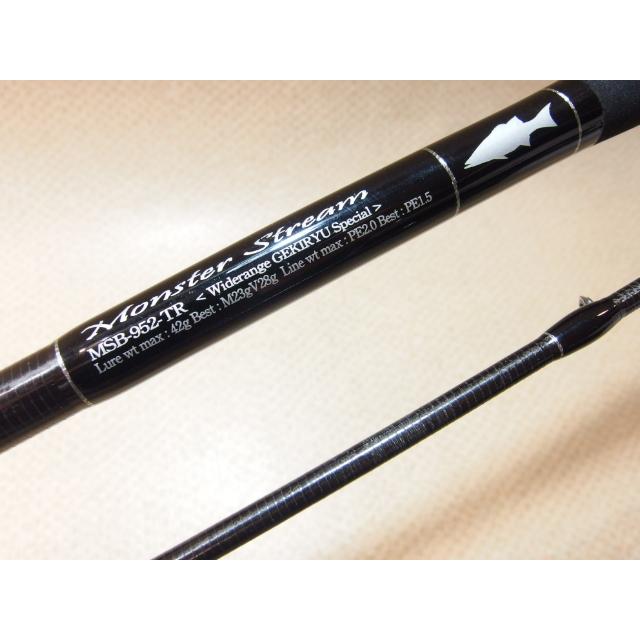 Monster Stream
MSB-952-TR < Widerange GEKIRYU Special >
Lure wt max : 42g Best : M23gV28g Line wt max : PE2.0 Best : PE1.5